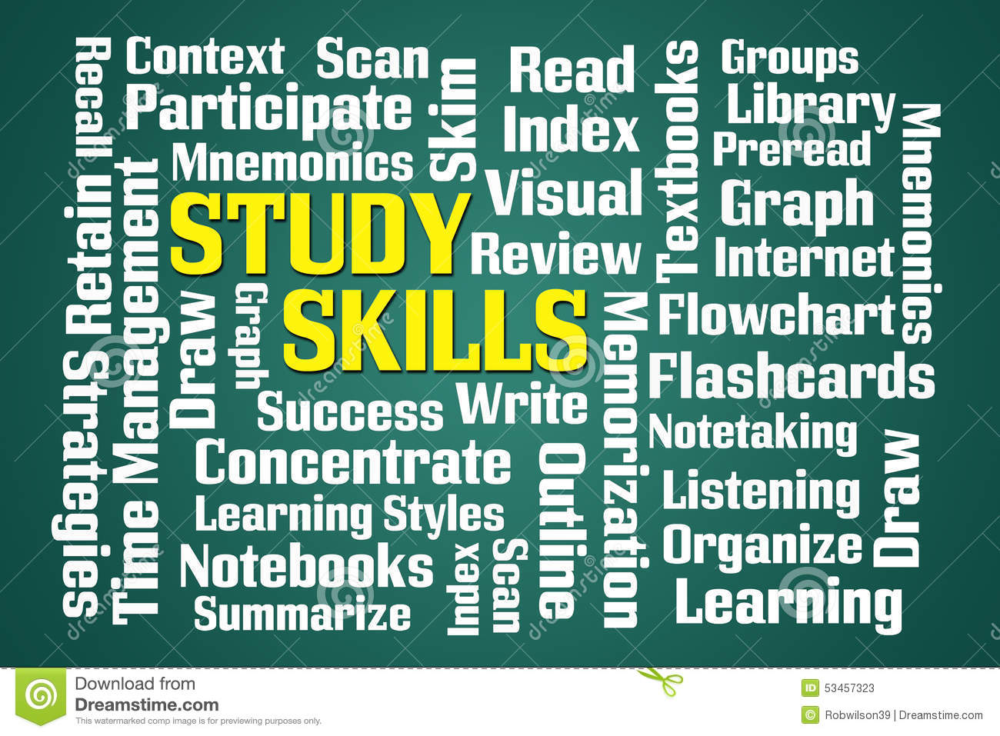 Recall
Context
Scan
Participate
Skim
Mnemonics
Read
Index
Visual
Review
Textbooks
Groups
Library
Preread
Graph
Internet
Mnemonics
Retain
Time Management
STUDY
SKILLS
Strategies
Draw
Graph
Success
Write
Memorization
Flowchart
Flashcards
Notetaking
Listening
Organize
Learning
Draw
Concentrate
Learning Styles
Notebooks
Summarize
Index
Scan
Outline
Download from
Dreamstime.com
This watermarked comp image is for previewing purposes only.
ID 53457323
© Robwilson39 | Dreamstime.com